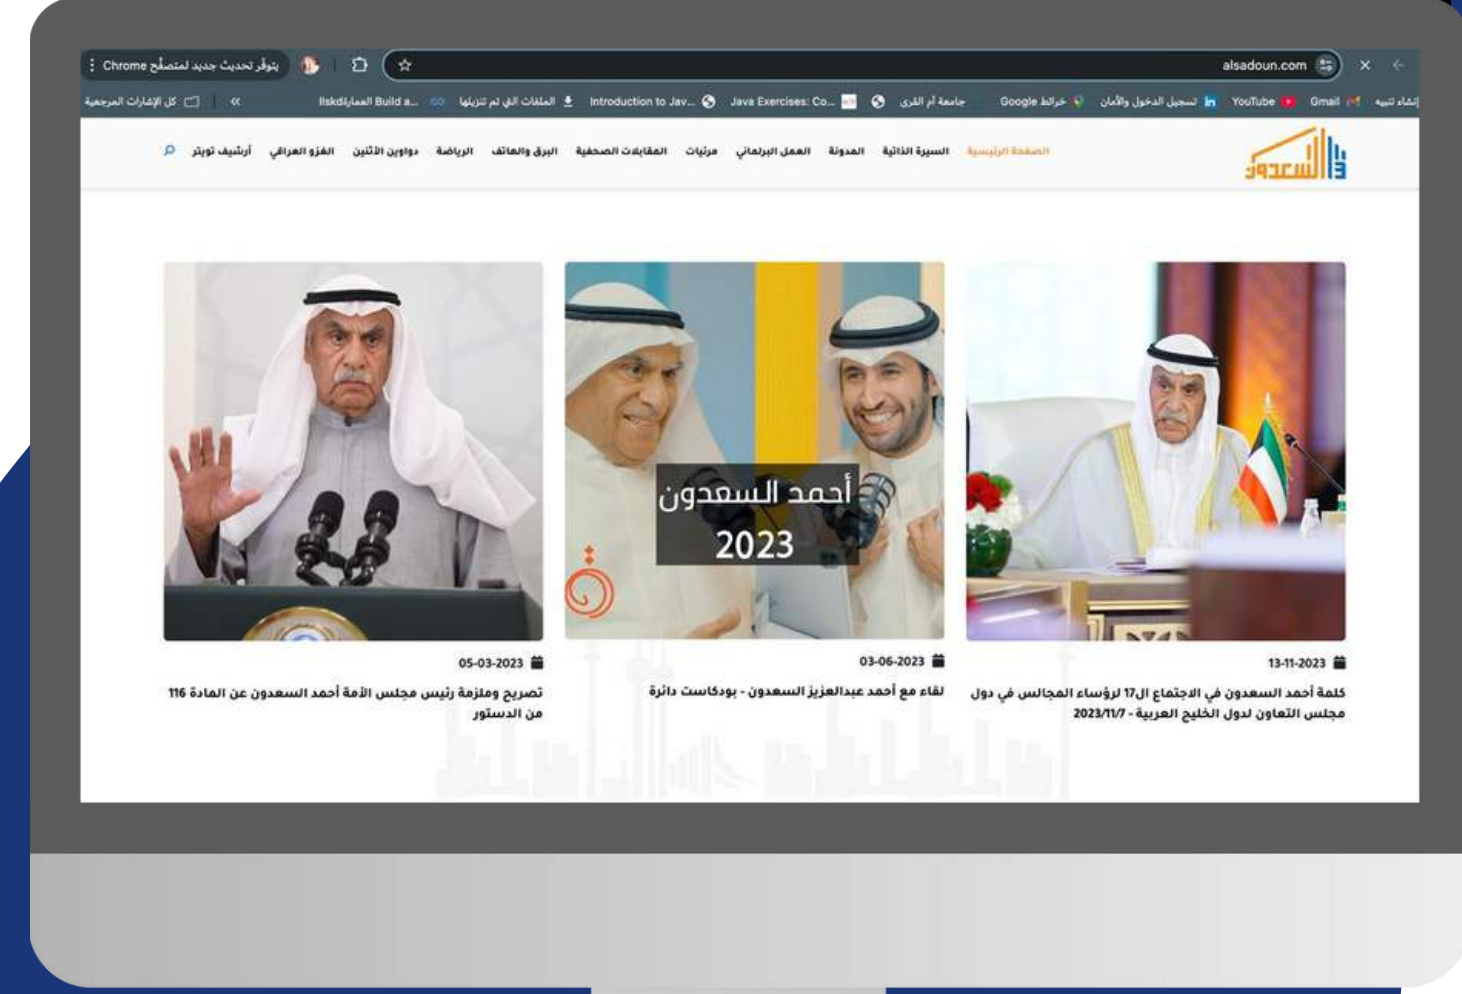 alsadoun.com
يتوفّر تحديث جديد لمتصفّح Chrome
إنشاء تنبيه
Gmail
YouTube
تسجيل الدخول والأمان
خرائط Google
جامعة أم القرى
Java Exercises: Co...
Introduction to Jav...
الملفات التي تم تنزيلها
Build a...
كل الإشارات المرجعية
دار السعدون
الصفحة الرئيسية
السيرة الذاتية
المدونة
العمل البرلماني
مرئيات
المقابلات الصحفية
البرق والهاتف
الرياضة
دواوين الأثنين
الغزو العراقي
أرشيف تويتر
أحمد السعدون
2023
13-11-2023
كلمة أحمد السعدون في الاجتماع ال17 لرؤساء المجالس في دول
مجلس التعاون لدول الخليج العربية - 2023/11/7
03-06-2023
لقاء مع أحمد عبدالعزيز السعدون - بودكاست دائرة
05-03-2023
تصريح وملزمة رئيس مجلس الأمة أحمد السعدون عن المادة 116
من الدستور